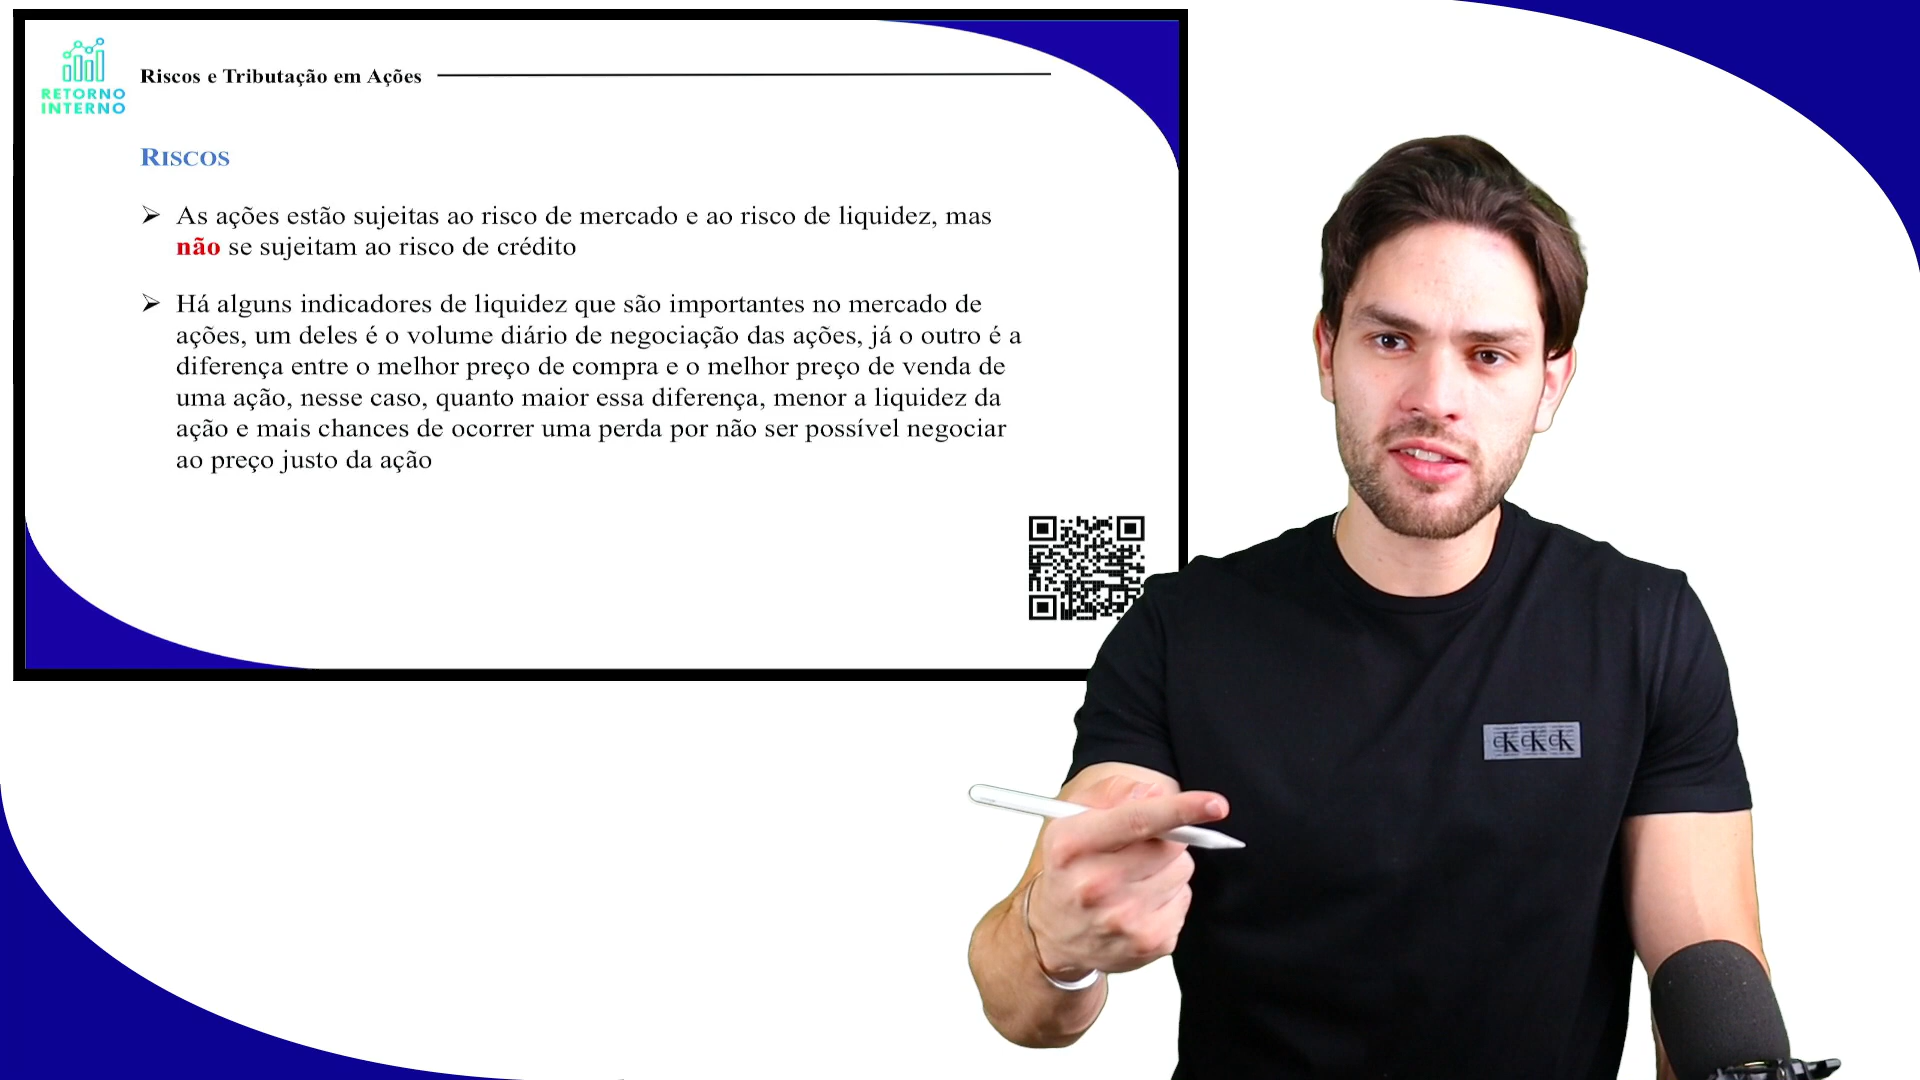 RETORNO
INTERNO
Riscos e Tributação em Ações
RISCOS
As ações estão sujeitas ao risco de mercado e ao risco de liquidez, mas
não se sujeitam ao risco de crédito
Há alguns indicadores de liquidez que são importantes no mercado de
ações, um deles é o volume diário de negociação das ações, já o outro é a
diferença entre o melhor preço de compra e o melhor preço de venda de
uma ação, nesse caso, quanto maior essa diferença, menor a liquidez da
ação e mais chances de ocorrer uma perda por não ser possível negociar
ao preço justo da ação
cK cK cK